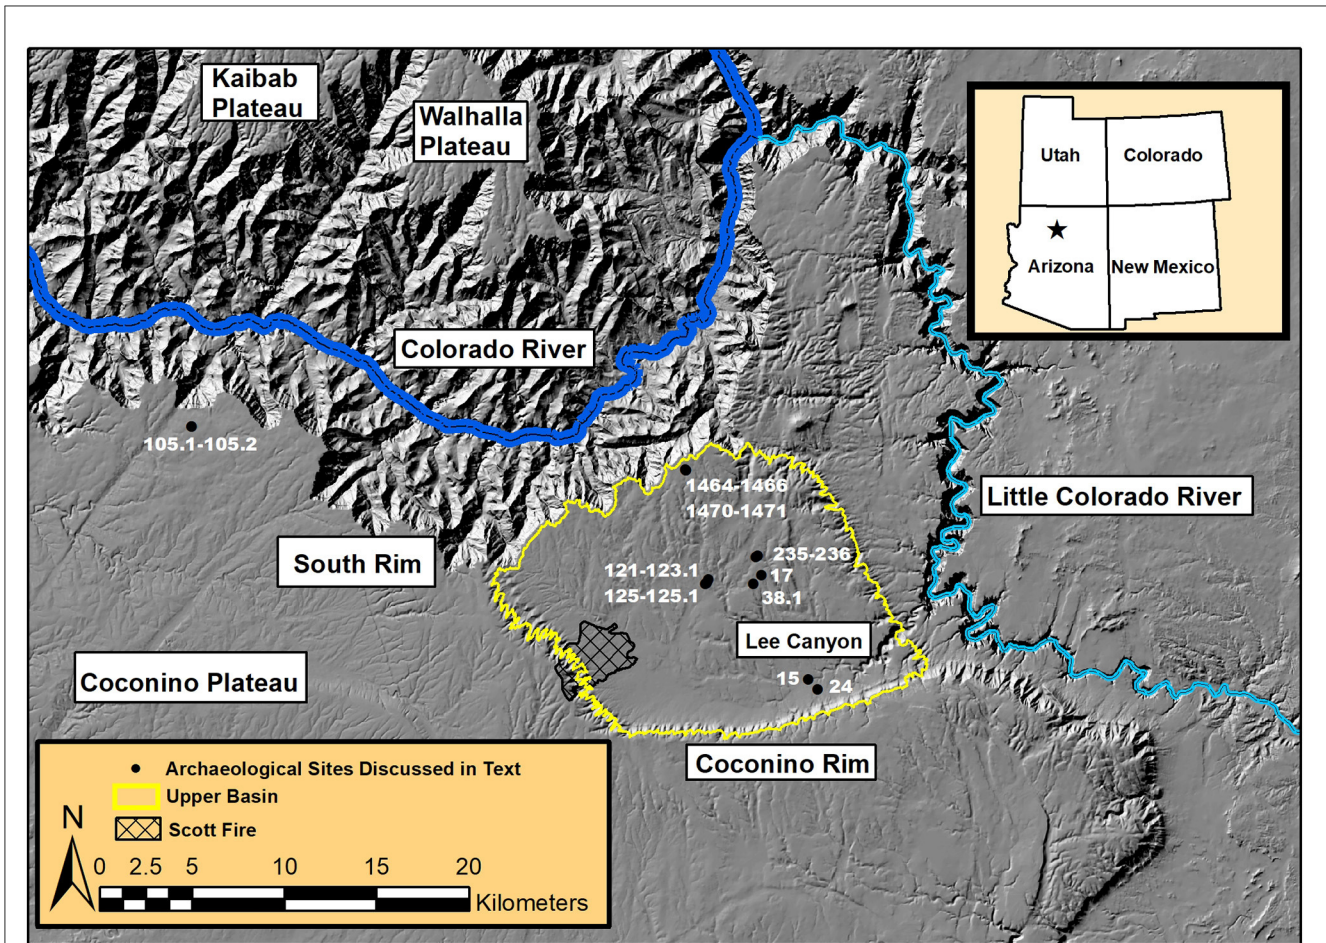 Kaibab
Plateau
Walhalla
Plateau
Utah
Colorado
Arizona
New Mexico
Colorado River
105.1-105.2
1464-1466
1470-1471
Little Colorado River
South Rim
121-123.1
125-125.1
235-236
17
38.1
Lee Canyon
15
24
Coconino Plateau
Coconino Rim
Archaeological Sites Discussed in Text
Upper Basin
Scott Fire
N
0 2.5 5 10 15 20
Kilometers